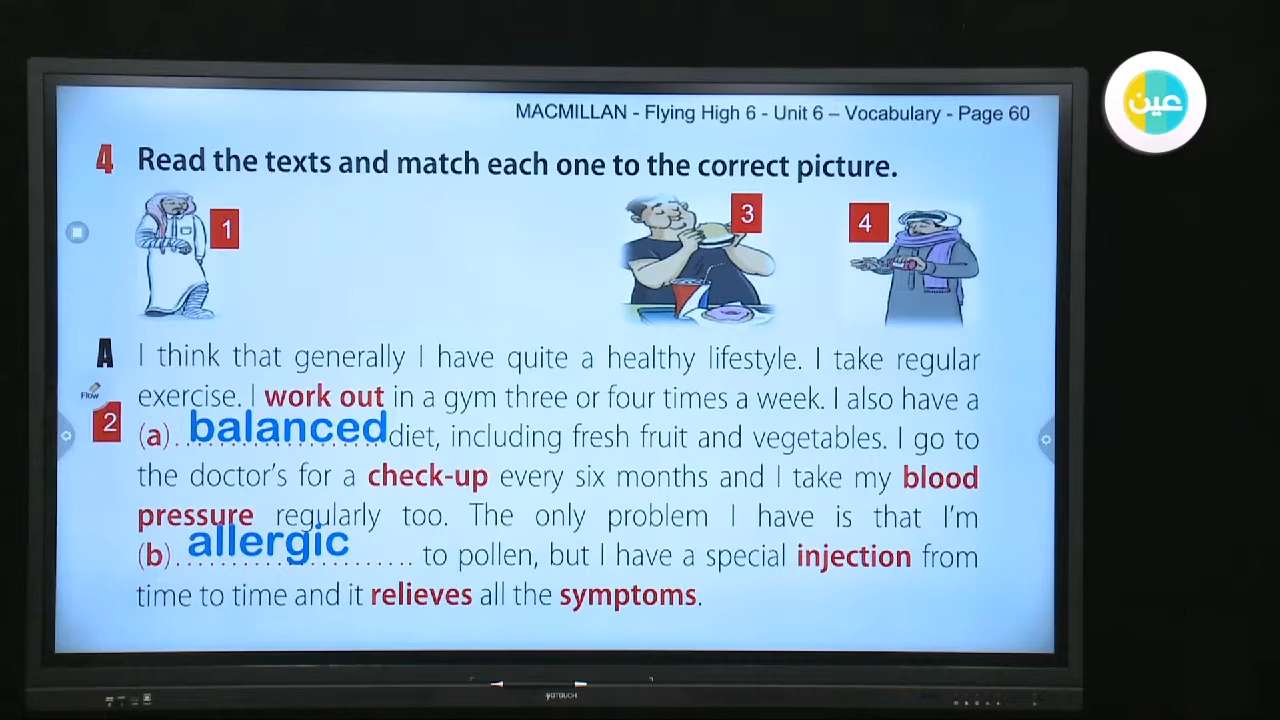 عين
MACMILLAN - Flying High 6 - Unit 6 – Vocabulary - Page 60
4 Read the texts and match each one to the correct picture.
1
3
4
A I think that generally I have quite a healthy lifestyle. I take regular
exercise. I work out in a gym three or four times a week. I also have a
Flow
2
(a) balanced diet, including fresh fruit and vegetables. I go to
the doctor's for a check-up every six months and I take my blood
pressure regularly too. The only problem I have is that I'm
(b) allergic to pollen, but I have a special injection from
time to time and it relieves all the symptoms.